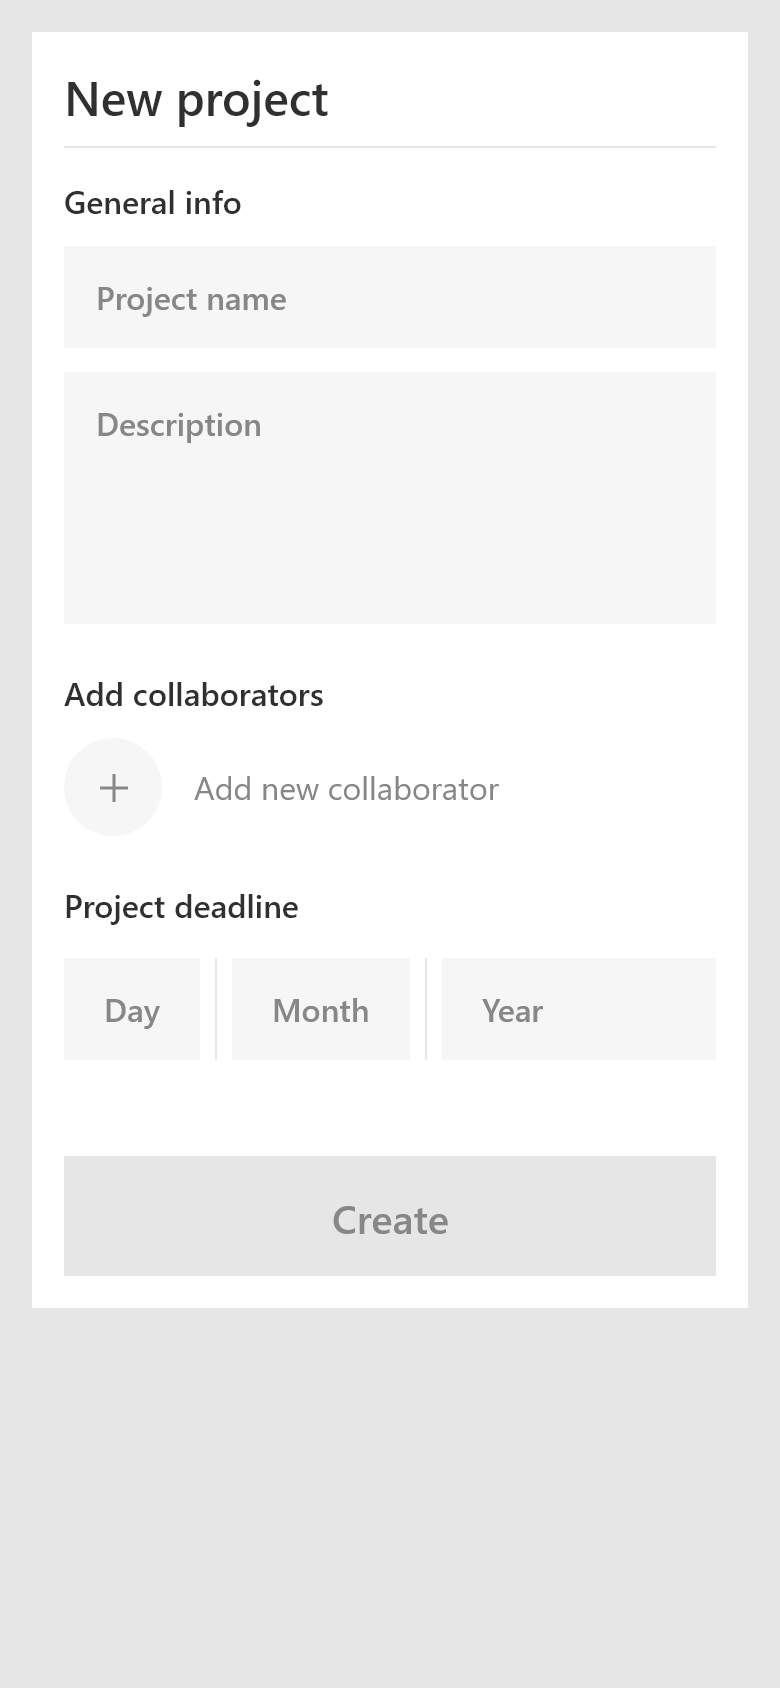 New project
General info
Project name
Description
Add collaborators
Add new collaborator
Project deadline
Day Month Year
Create